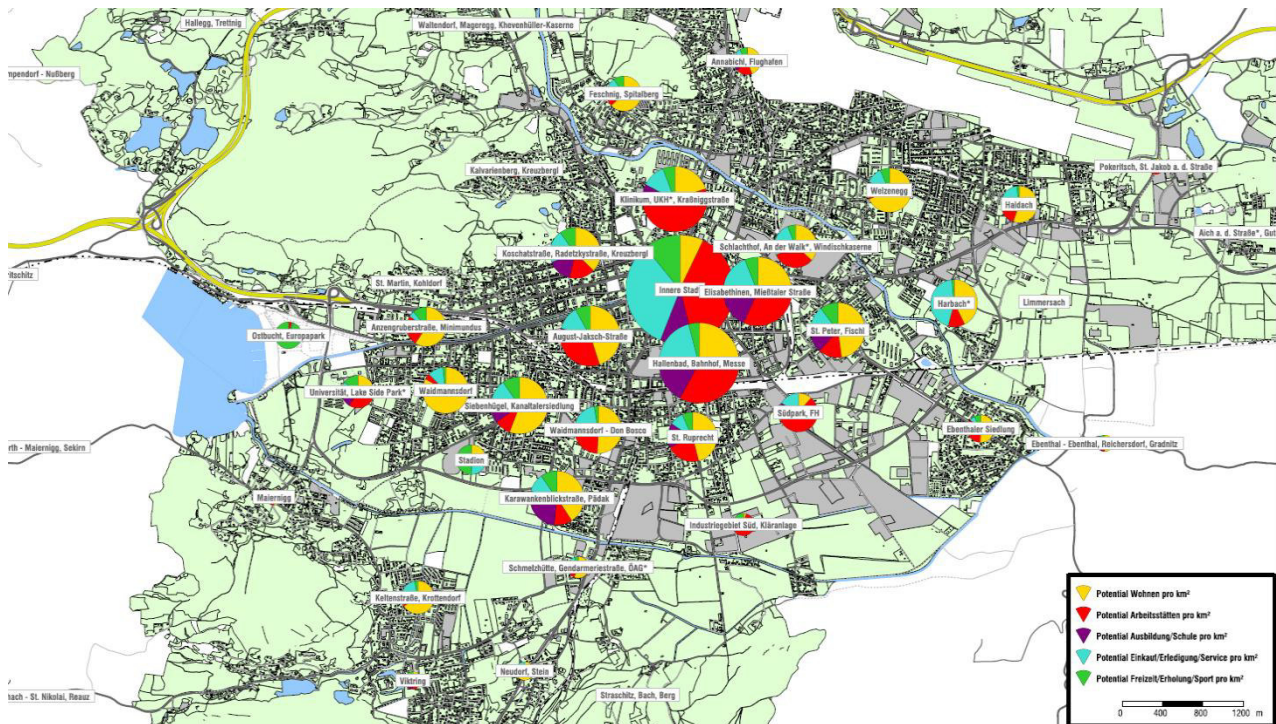 Hallegg, Trettnig
Waltendorf, Mageregg, Khevenhüller-Kaserne
Annabichl, Flughafen
mpendorf - Nußberg
Feschnig, Spitalberg
Kalvarienberg, Kreuzbergl
Pokeritsch, St. Jakob a. d. Straße
Klinikum, UKH*, Kraßniggstraße
Welzenegg
Haidach
Aich a. d. Straße*, Gut
Schlachthof, An der Walk*, Windischkaserne
Koschatstraße, Radetzkystraße, Kreuzbergl
ritschitz
St. Martin, Kohldorf
Innere Stad
Elisabethinen, Mießtaler Straße
Harbach*
Limmersach
Anzengruberstraße, Minimundus
Ostbucht, Europapark
August-Jaksch-Straße
St. Peter, Fischl
Hallenbad, Bahnhof, Messe
Universität, Lake Side Park*
Waidmannsdorf
Siebenhügel, Kanaltalersiedlung
Südpark, FH
Waidmannsdorf - Don Bosco
St. Ruprecht
Ebenthaler Siedlung
rth - Maiernigg, Sekirn
Ebenthal - Ebenthal, Reichersdorf, Gradnitz
Stadion
Maiernigg
Karawankenblickstraße, Pädak
Industriegebiet Süd, Kläranlage
Schmelzhütte, Gendarmeriestraße, ÖAG*
Keltenstraße, Krottendorf
Neudorf, Stein
Viktring
nach - St. Nikolai, Reauz
Straschitz, Bach, Berg
Potential Wohnen pro km²
Potential Arbeitsstätten pro km²
Potential Ausbildung/Schule pro km²
Potential Einkauf/Erledigung/Service pro km²
Potential Freizeit/Erholung/Sport pro km²
0 400 800 1200 m